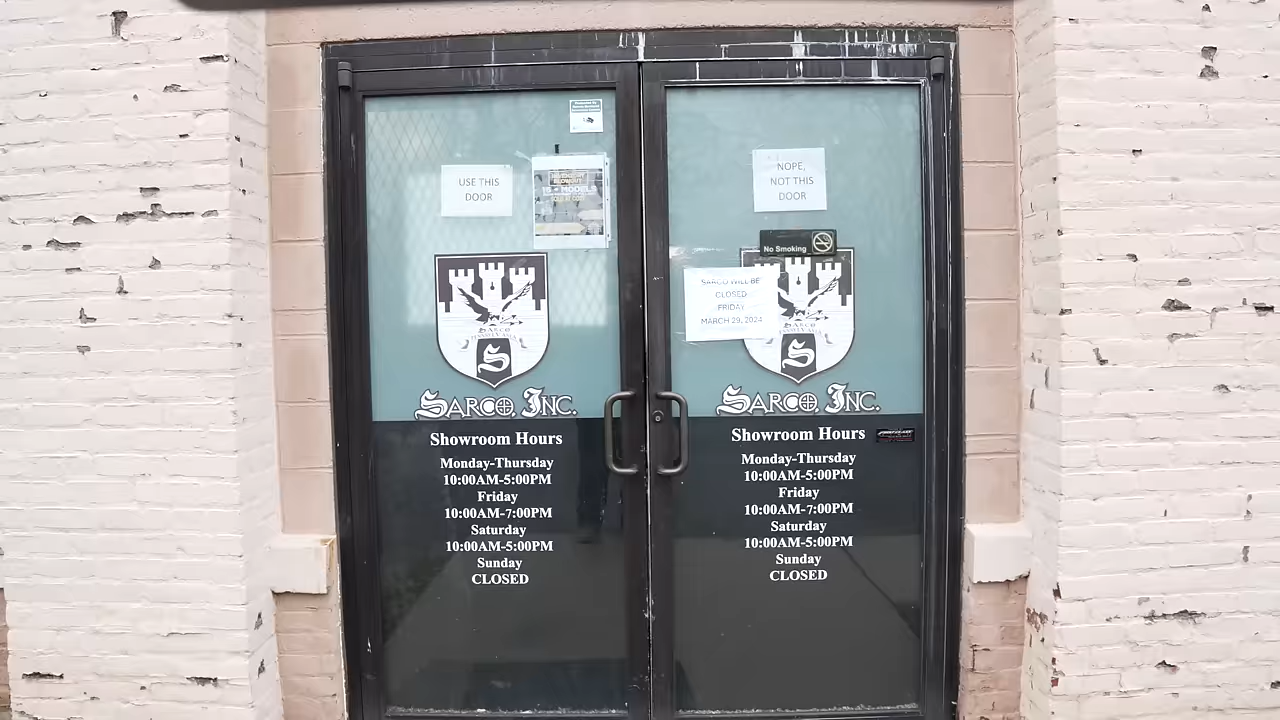 USE THIS
DOOR
SARCO
S
SARCO, INC.
Showroom Hours
Monday-Thursday
10:00AM-5:00PM
Friday
10:00AM-7:00PM
Saturday
10:00AM-5:00PM
Sunday
CLOSED
NOPE,
NOT THIS
DOOR
No Smoking
SARCO WILL BE
CLOSED
FRIDAY
MARCH 29, 2024
SARCO
S
SARCO, INC.
Showroom Hours
Monday-Thursday
10:00AM-5:00PM
Friday
10:00AM-7:00PM
Saturday
10:00AM-5:00PM
Sunday
CLOSED